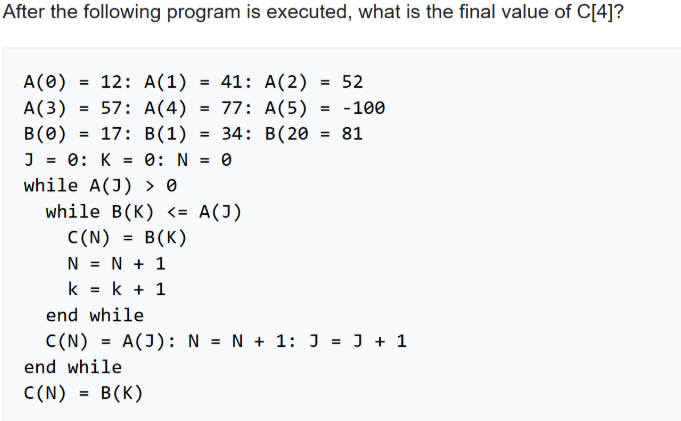 After the following program is executed, what is the final value of C[4]?
A(0) = 12: A(1) = 41: A(2) = 52
A(3) = 57: A(4) = 77: A(5) = -100
B(0) = 17: B(1) = 34: B(20 = 81
J = 0: K = 0: N = 0
while A(J) > 0
while B(K) <= A(J)
C(N) = B(K)
N = N + 1
k = k + 1
end while
C(N) = A(J): N = N + 1: J = J + 1
end while
C(N) = B(K)